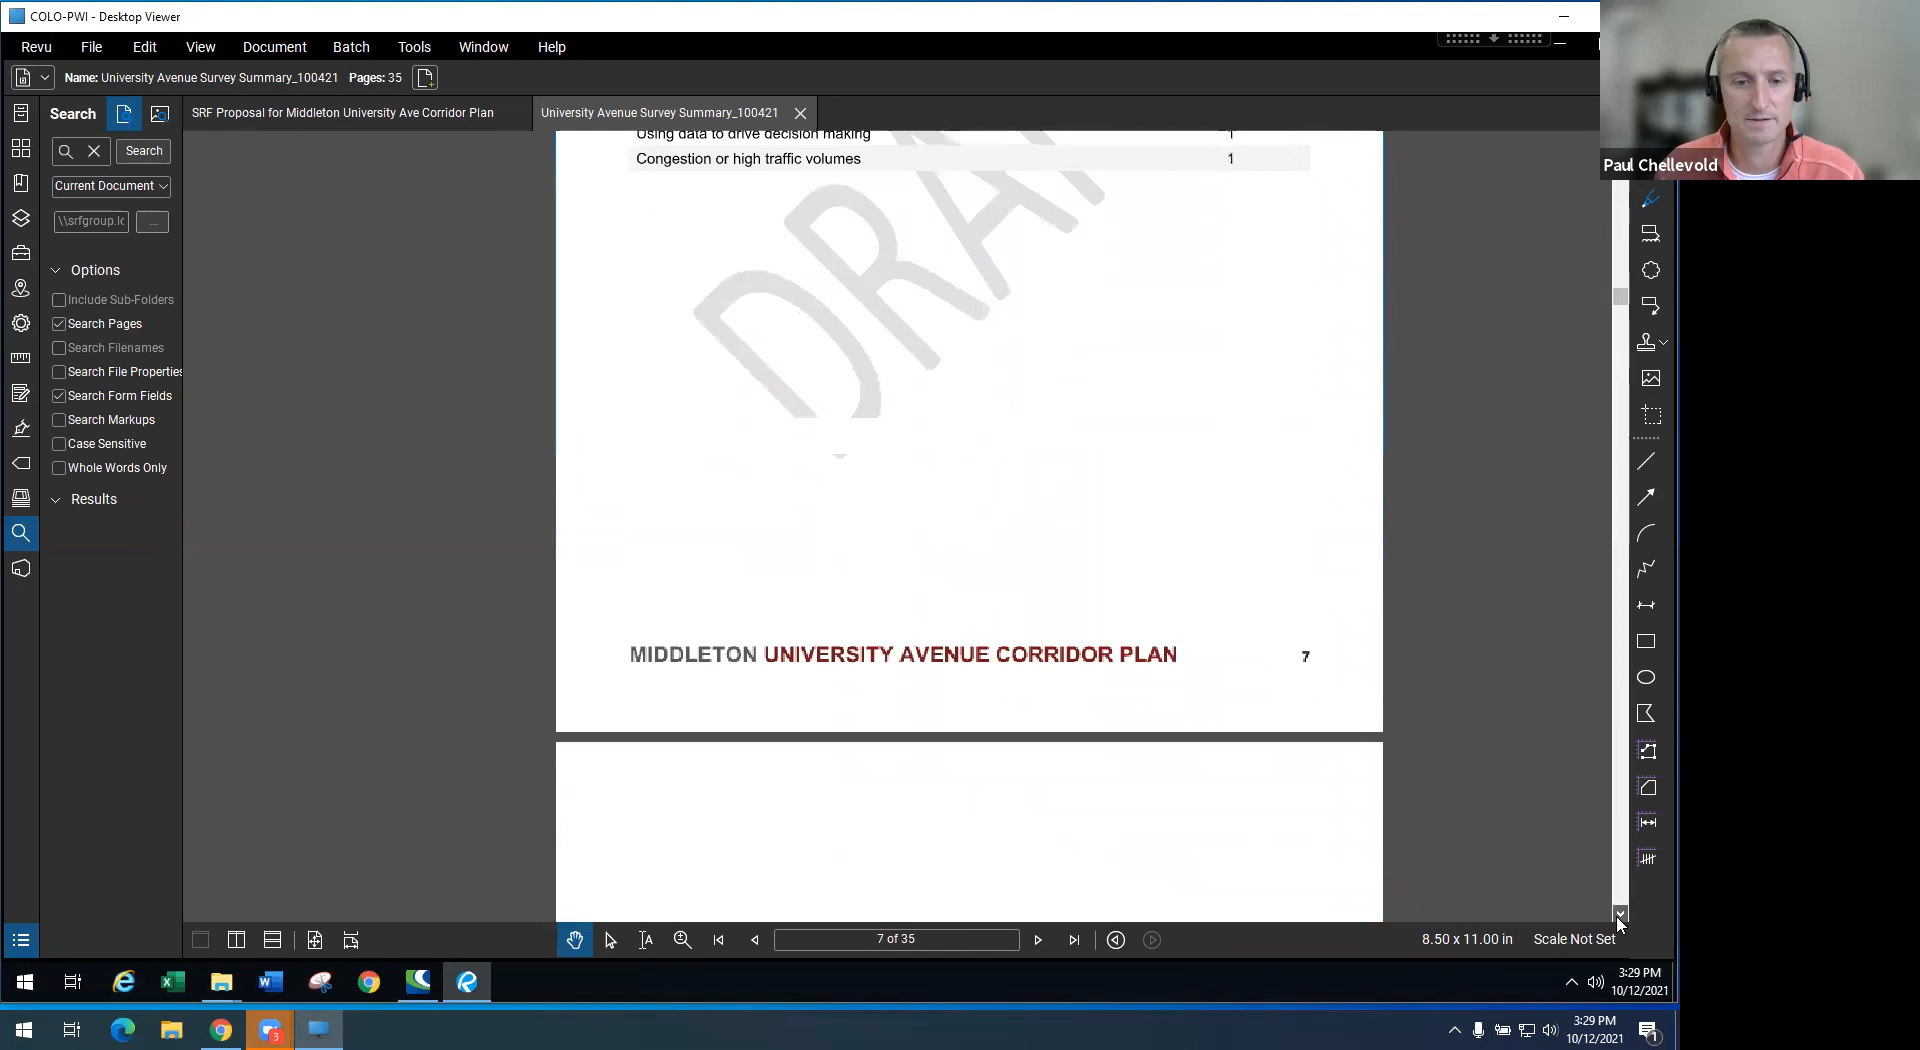 COLO-PWI - Desktop Viewer
Revu File Edit View Document Batch Tools Window Help
Name: University Avenue Survey Summary_100421 Pages: 35
Search
SRF Proposal for Middleton University Ave Corridor Plan
University Avenue Survey Summary_100421
Search
Current Document
\\srfgroup.lc
...
Options
Include Sub-Folders
Search Pages
Search Filenames
Search File Properties
Search Form Fields
Search Markups
Case Sensitive
Whole Words Only
Results
Using data to drive decision making 1
Congestion or high traffic volumes 1
DRA
MIDDLETON UNIVERSITY AVENUE CORRIDOR PLAN 7
Paul Chellevold
7 of 35
8.50 x 11.00 in Scale Not Set
3:29 PM
10/12/2021
3
3:29 PM
10/12/2021
1